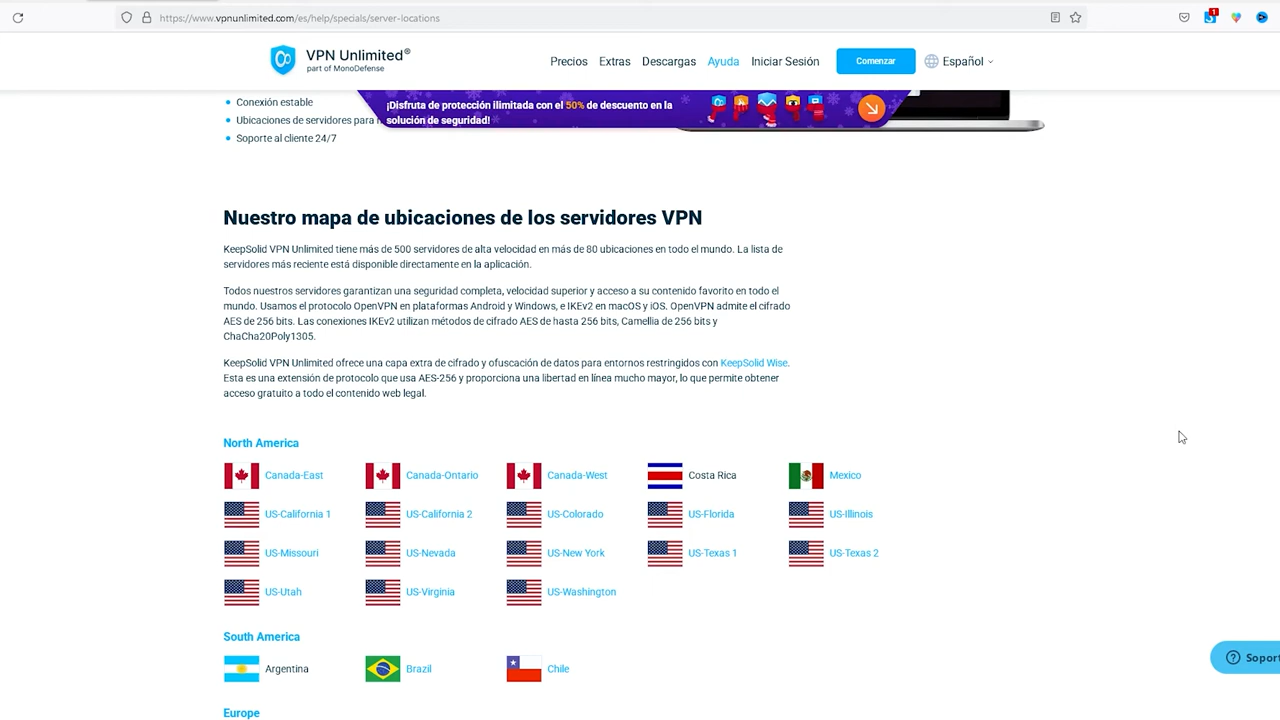 https://www.vpnunlimited.com/es/help/specials/server-locations
1
VPN Unlimited®
part of MonoDefense
Precios Extras Descargas Ayuda Iniciar Sesión Comenzar Español
Conexión estable
¡Disfruta de protección ilimitada con el 50% de descuento en la
solución de seguridad!
Ubicaciones de servidores para
Soporte al cliente 24/7
Nuestro mapa de ubicaciones de los servidores VPN
KeepSolid VPN Unlimited tiene más de 500 servidores de alta velocidad en más de 80 ubicaciones en todo el mundo. La lista de
servidores más reciente está disponible directamente en la aplicación.
Todos nuestros servidores garantizan una seguridad completa, velocidad superior y acceso a su contenido favorito en todo el
mundo. Usamos el protocolo OpenVPN en plataformas Android y Windows, e IKEv2 en macOS y iOS. OpenVPN admite el cifrado
AES de 256 bits. Las conexiones IKEv2 utilizan métodos de cifrado AES de hasta 256 bits, Camellia de 256 bits y
ChaCha20Poly1305.
KeepSolid VPN Unlimited ofrece una capa extra de cifrado y ofuscación de datos para entornos restringidos con KeepSolid Wise.
Esta es una extensión de protocolo que usa AES-256 y proporciona una libertad en línea mucho mayor, lo que permite obtener
acceso gratuito a todo el contenido web legal.
North America
Canada-East Canada-Ontario Canada-West Costa Rica Mexico
US-California 1 US-California 2 US-Colorado US-Florida US-Illinois
US-Missouri US-Nevada US-New York US-Texas 1 US-Texas 2
US-Utah US-Virginia US-Washington
South America
Soport
Argentina Brazil Chile
Europe